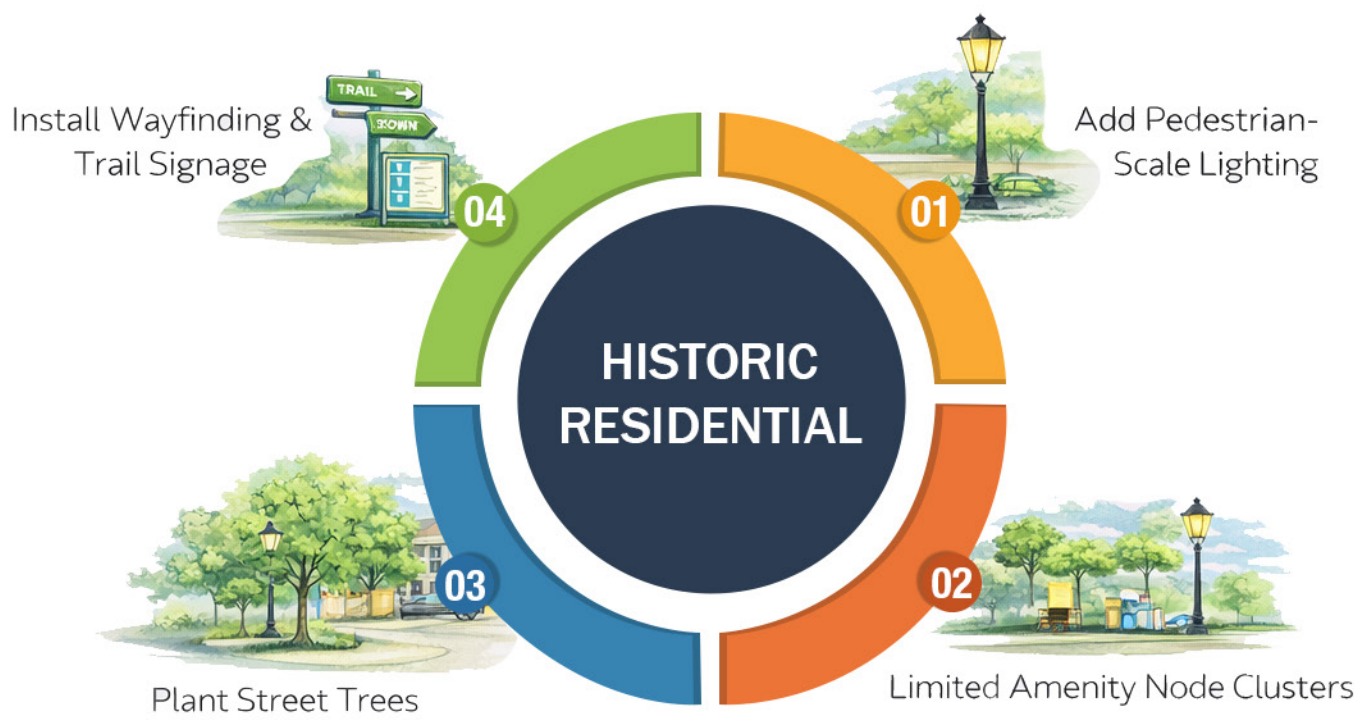 HISTORIC
RESIDENTIAL
01
Add Pedestrian-
Scale Lighting
02
Limited Amenity Node Clusters
03
Plant Street Trees
04
Install Wayfinding &
Trail Signage
TRAIL